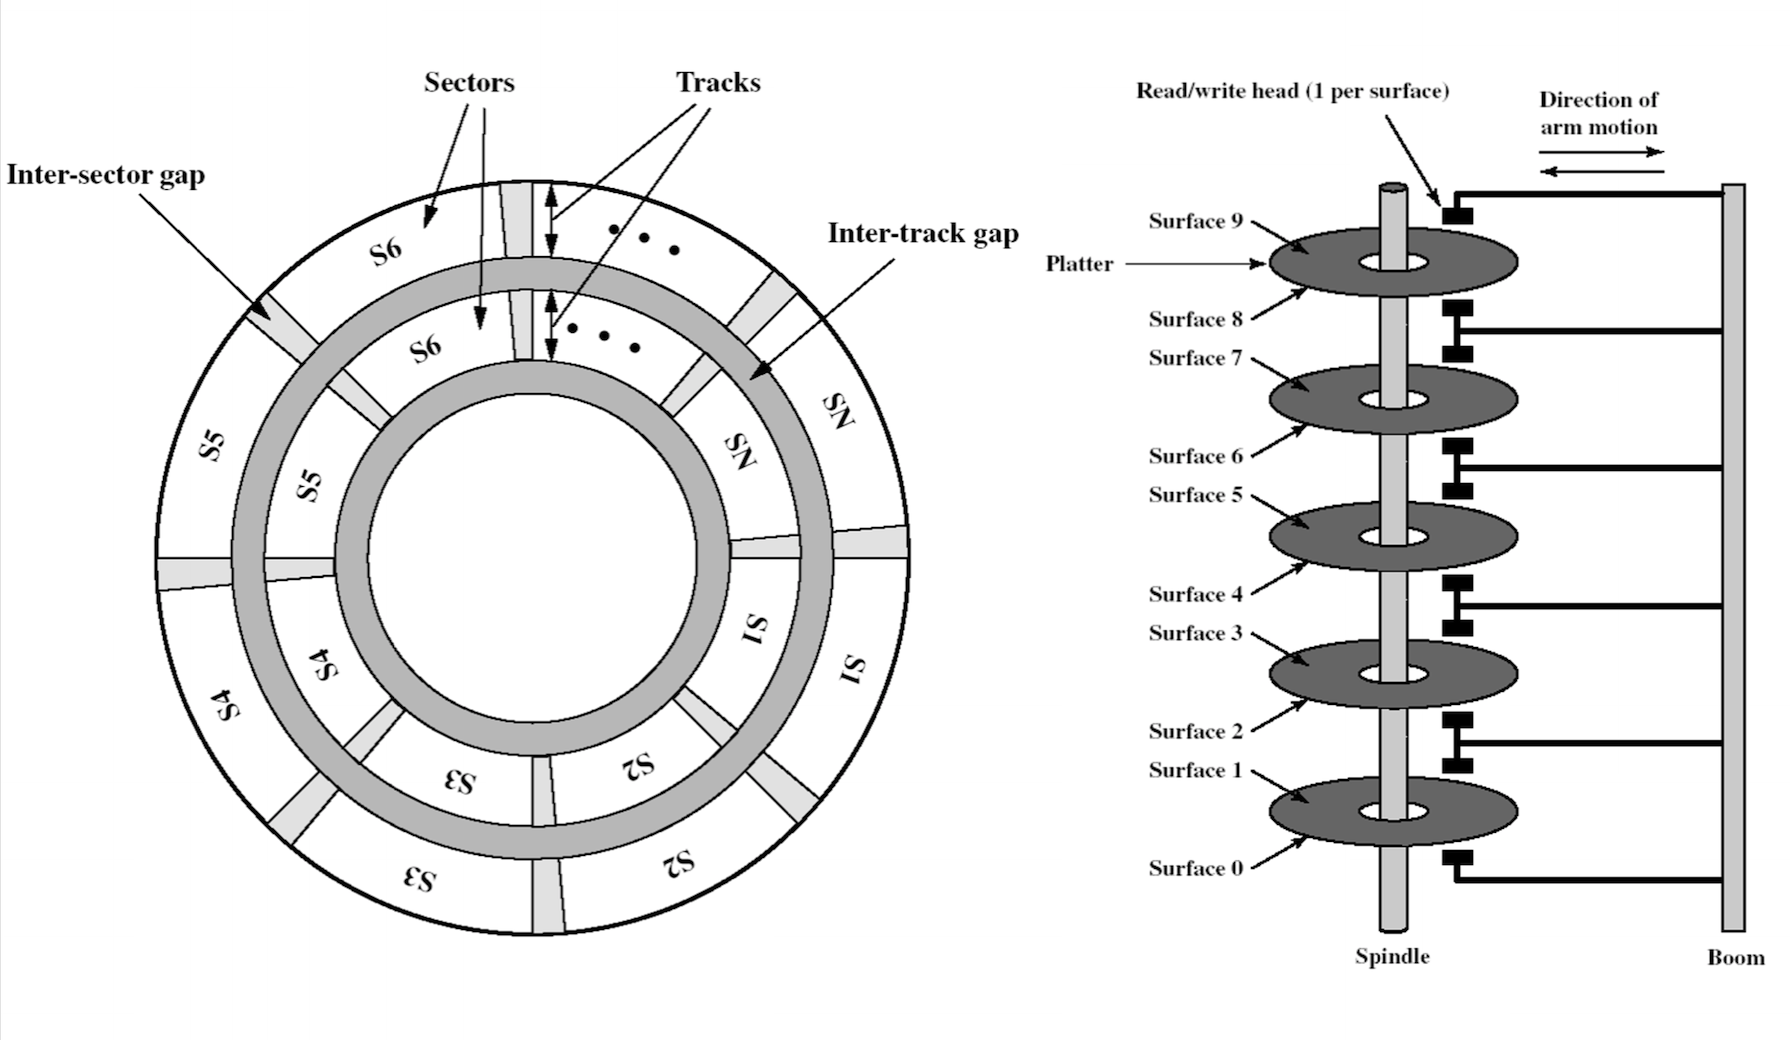 Sectors
Tracks
Inter-sector gap
Inter-track gap
S6
S6
S5
S5
S4
S4
S3
S3
S2
S2
S1
S1
SN
SN
Read/write head (1 per surface)
Direction of
arm motion
Surface 9
Platter
Surface 8
Surface 7
Surface 6
Surface 5
Surface 4
Surface 3
Surface 2
Surface 1
Surface 0
Spindle
Boom